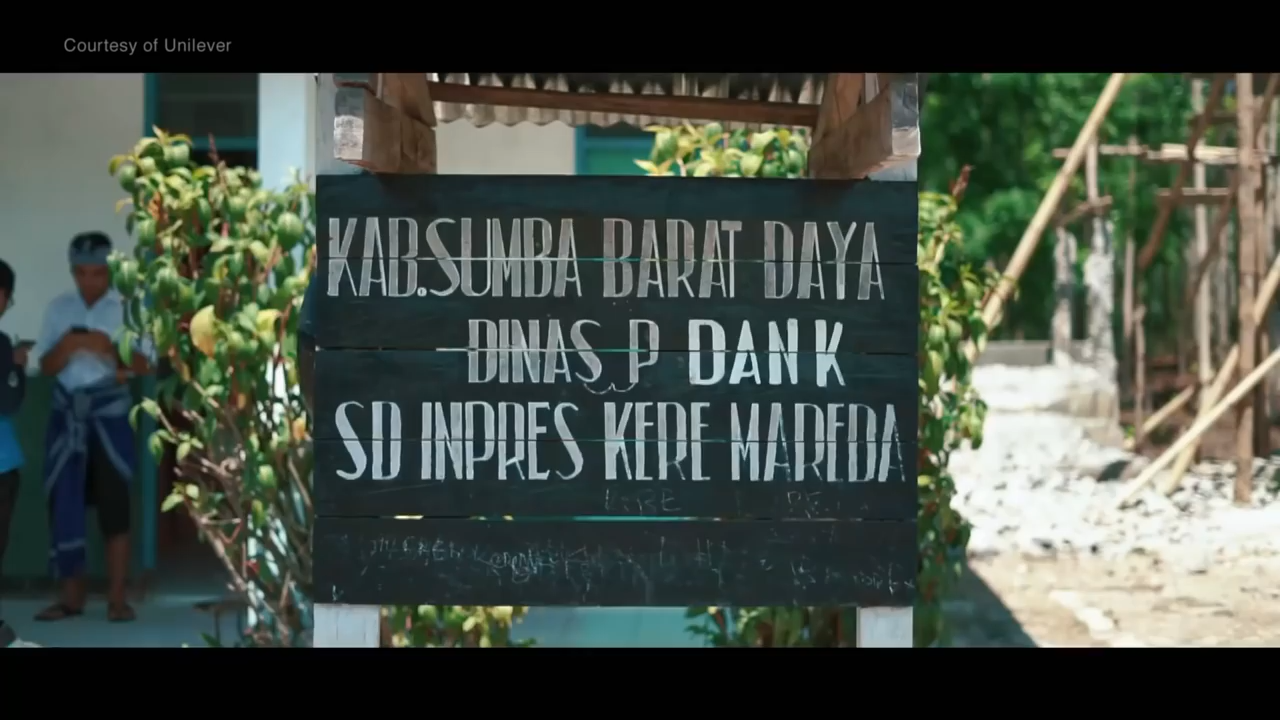 Courtesy of Unilever
KAB.SUMBA BARAT DAYA
DINAS P DAN K
SD INPRES KERE MAREDA